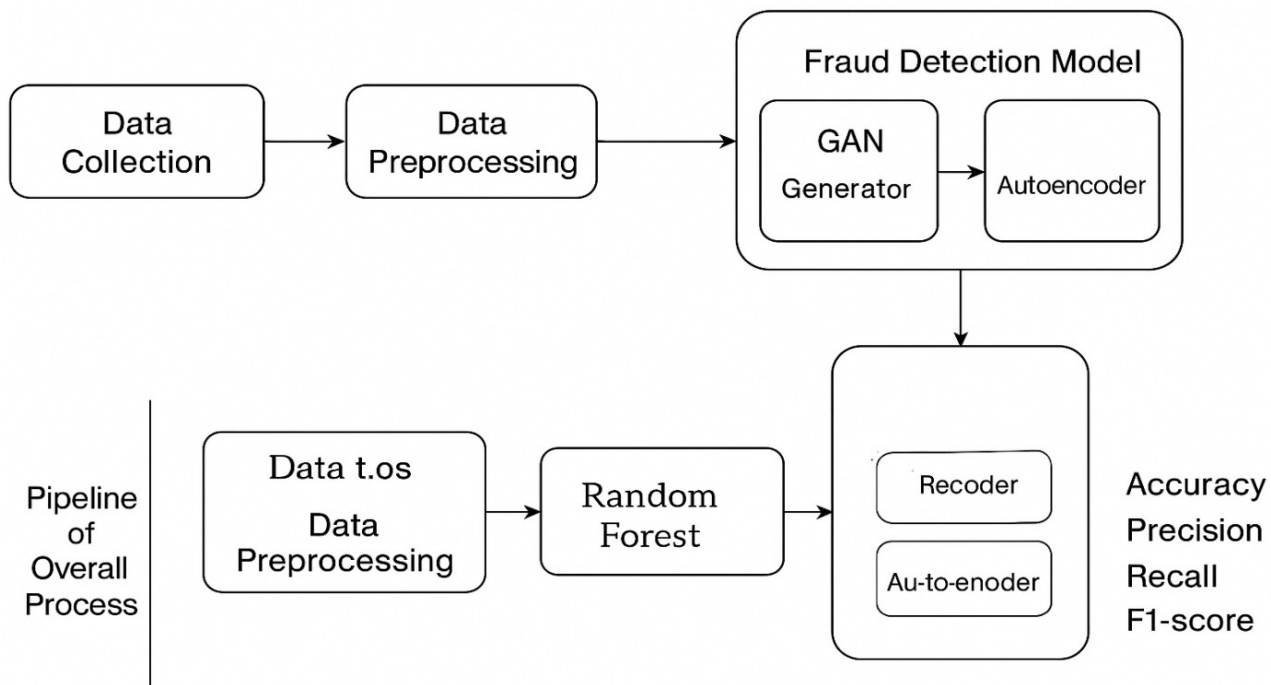 Data
Collection
Data
Preprocessing
Fraud Detection Model
GAN
Generator
Autoencoder
Pipeline
of
Overall
Process
Data t.os
Data
Preprocessing
Random
Forest
Recoder
Au-to-enoder
Accuracy
Precision
Recall
F1-score